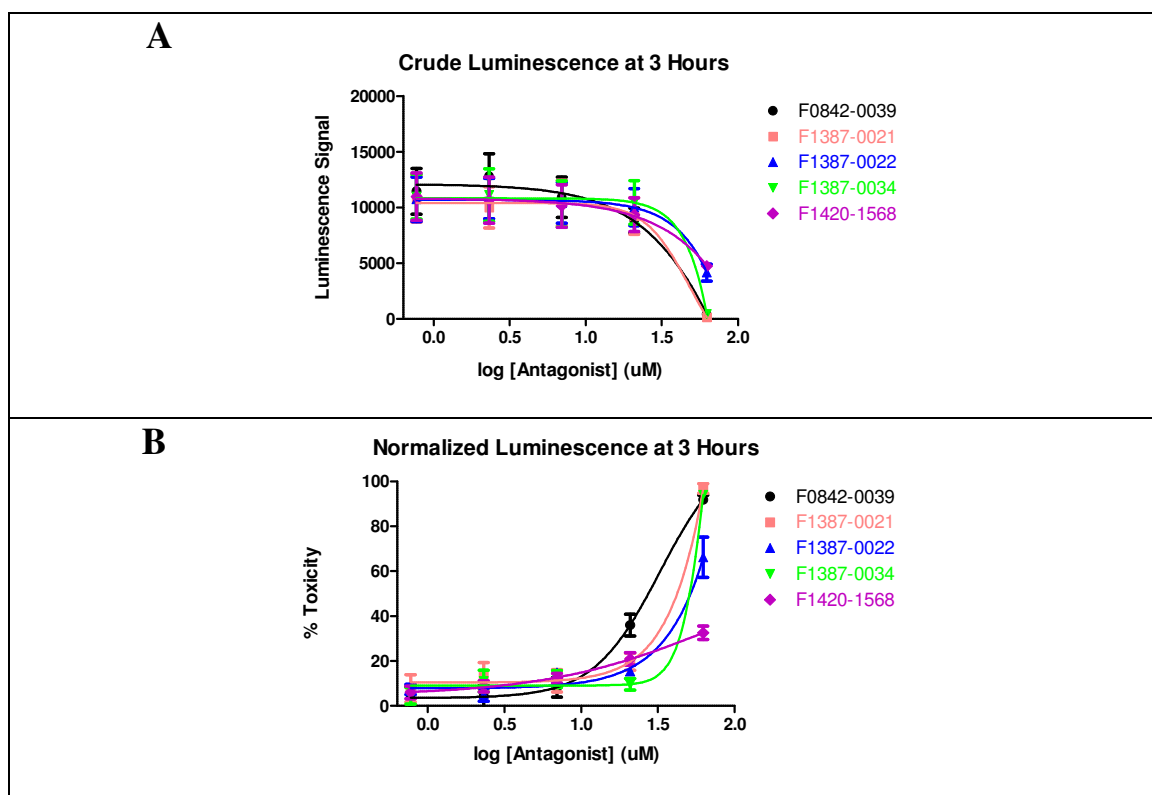 A
Crude Luminescence at 3 Hours
20000
15000
10000
5000
0
Luminescence Signal
0.0 0.5 1.0 1.5 2.0
log [Antagonist] (uM)
F0842-0039
F1387-0021
F1387-0022
F1387-0034
F1420-1568
B
Normalized Luminescence at 3 Hours
100
80
60
40
20
0
% Toxicity
0.0 0.5 1.0 1.5 2.0
log [Antagonist] (uM)
F0842-0039
F1387-0021
F1387-0022
F1387-0034
F1420-1568